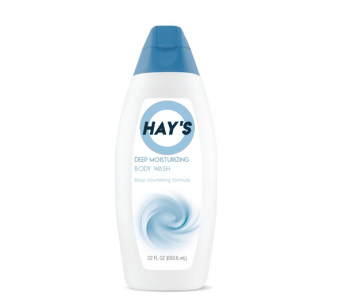 HAY'S
DEEP MOISTURIZING
BODY WASH
deep nourishing formula
22 FL OZ (650.6 mL)